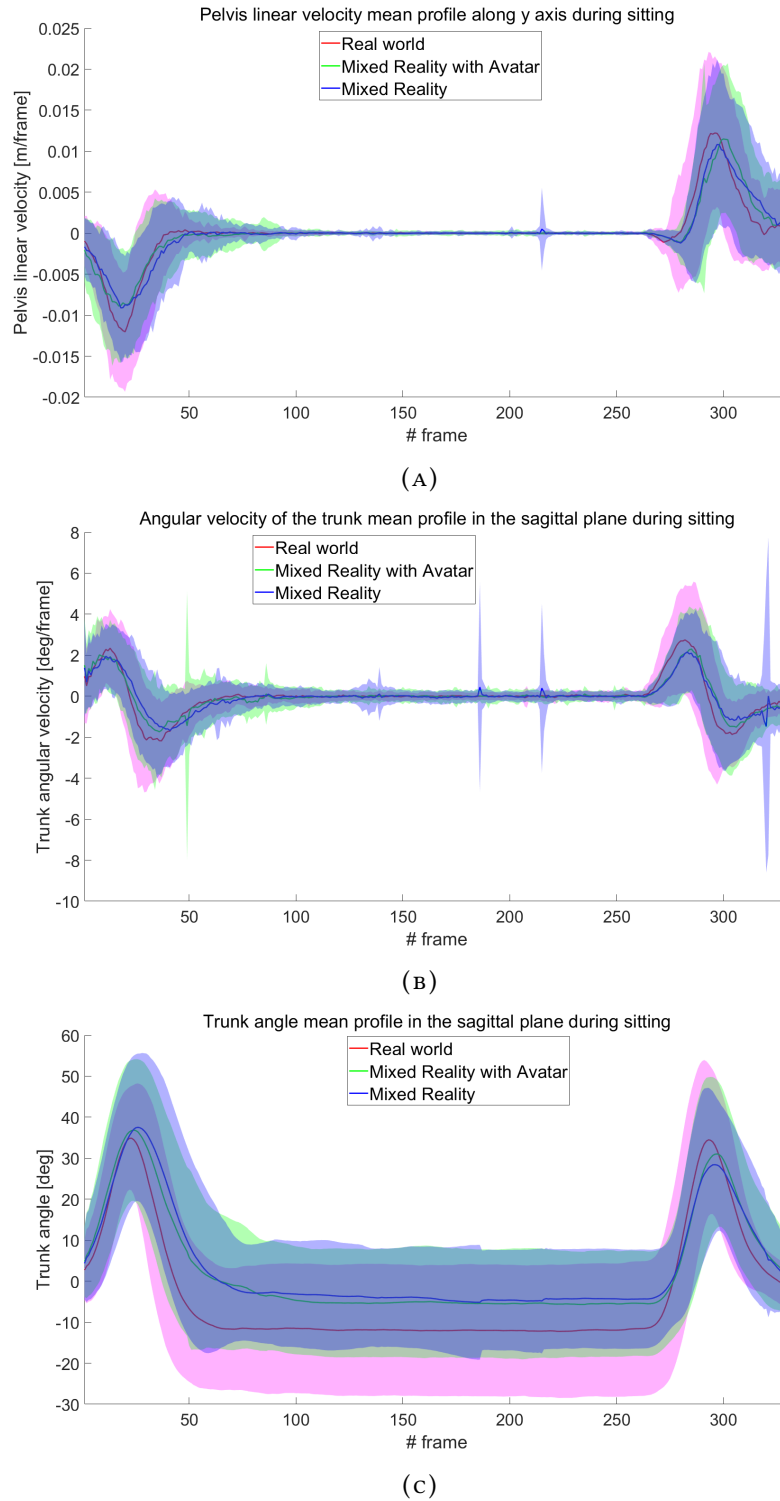 Pelvis linear velocity mean profile along y axis during sitting
Real world
Mixed Reality with Avatar
Mixed Reality
Pelvis linear velocity [m/frame]
0.025
0.02
0.015
0.01
0.005
0
-0.005
-0.01
-0.015
-0.02
50
100
150
200
250
300
# frame
(A)
Angular velocity of the trunk mean profile in the sagittal plane during sitting
Real world
Mixed Reality with Avatar
Mixed Reality
Trunk angular velocity [deg/frame]
8
6
4
2
0
-2
-4
-6
-8
-10
50
100
150
200
250
300
# frame
(B)
Trunk angle mean profile in the sagittal plane during sitting
Real world
Mixed Reality with Avatar
Mixed Reality
Trunk angle [deg]
60
50
40
30
20
10
0
-10
-20
-30
50
100
150
200
250
300
# frame
(C)